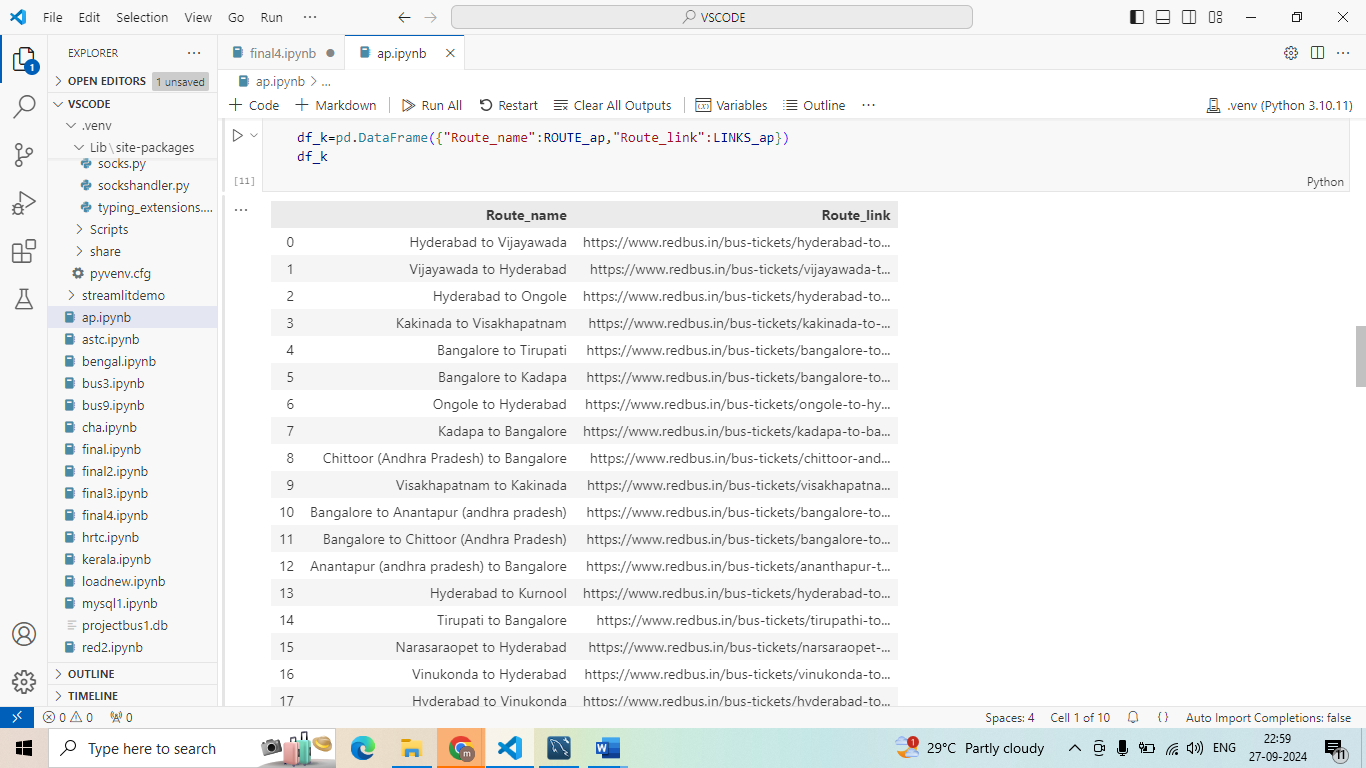 File Edit Selection View Go Run ··· VSCODE
EXPLORER ···
final4.ipynb
ap.ipynb
OPEN EDITORS 1 unsaved
ap.ipynb > ...
VSCODE
Code Markdown Run All Restart Clear All Outputs Variables Outline ··· .venv (Python 3.10.11)
.venv
Lib\site-packages
socks.py
sockshandler.py
typing_extensions....
Scripts
share
pyvenv.cfg
streamlitdemo
ap.ipynb
astc.ipynb
bengal.ipynb
bus3.ipynb
bus9.ipynb
cha.ipynb
final.ipynb
final2.ipynb
final3.ipynb
final4.ipynb
hrtc.ipynb
kerala.ipynb
loadnew.ipynb
mysql1.ipynb
projectbus1.db
red2.ipynb
OUTLINE
TIMELINE
1
df_k=pd.DataFrame({"Route_name":ROUTE_ap,"Route_link":LINKS_ap})
df_k
[11] Python
Route_name Route_link
0 Hyderabad to Vijayawada https://www.redbus.in/bus-tickets/hyderabad-to...
1 Vijayawada to Hyderabad https://www.redbus.in/bus-tickets/vijayawada-t...
2 Hyderabad to Ongole https://www.redbus.in/bus-tickets/hyderabad-to...
3 Kakinada to Visakhapatnam https://www.redbus.in/bus-tickets/kakinada-to-...
4 Bangalore to Tirupati https://www.redbus.in/bus-tickets/bangalore-to...
5 Bangalore to Kadapa https://www.redbus.in/bus-tickets/bangalore-to...
6 Ongole to Hyderabad https://www.redbus.in/bus-tickets/ongole-to-hy...
7 Kadapa to Bangalore https://www.redbus.in/bus-tickets/kadapa-to-ba...
8 Chittoor (Andhra Pradesh) to Bangalore https://www.redbus.in/bus-tickets/chittoor-and...
9 Visakhapatnam to Kakinada https://www.redbus.in/bus-tickets/visakhapatna...
10 Bangalore to Anantapur (andhra pradesh) https://www.redbus.in/bus-tickets/bangalore-to...
11 Bangalore to Chittoor (Andhra Pradesh) https://www.redbus.in/bus-tickets/bangalore-to...
12 Anantapur (andhra pradesh) to Bangalore https://www.redbus.in/bus-tickets/ananthapur-t...
13 Hyderabad to Kurnool https://www.redbus.in/bus-tickets/hyderabad-to...
14 Tirupati to Bangalore https://www.redbus.in/bus-tickets/tirupathi-to...
15 Narasaraopet to Hyderabad https://www.redbus.in/bus-tickets/narsaraopet-...
16 Vinukonda to Hyderabad https://www.redbus.in/bus-tickets/vinukonda-to...
17 Hyderabad to Vinukonda https://www.redbus.in/bus-tickets/hyderabad-to...
0 0 0 Spaces: 4 Cell 1 of 10 Auto Import Completions: false
Type here to search m W 1 29°C Partly cloudy ENG 22:59
27-09-2024 11